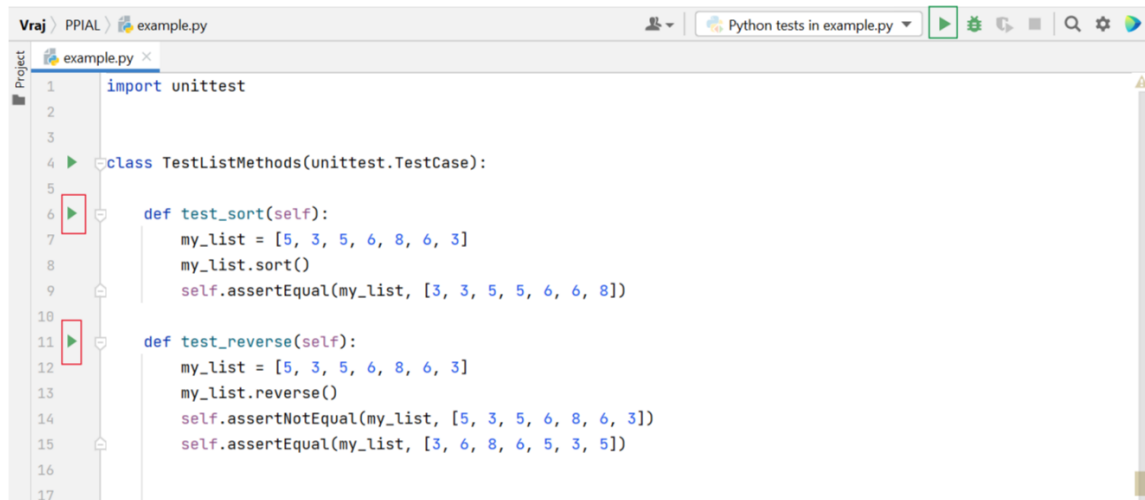 Vraj PPIAL example.py Python tests in example.py
Project
example.py
1 import unittest
2
3
4 class TestListMethods(unittest.TestCase):
5
6     def test_sort(self):
7         my_list = [5, 3, 5, 6, 8, 6, 3]
8         my_list.sort()
9         self.assertEqual(my_list, [3, 3, 5, 5, 6, 6, 8])
10
11     def test_reverse(self):
12         my_list = [5, 3, 5, 6, 8, 6, 3]
13         my_list.reverse()
14         self.assertNotEqual(my_list, [5, 3, 5, 6, 8, 6, 3])
15         self.assertEqual(my_list, [3, 6, 8, 6, 5, 3, 5])
16
17